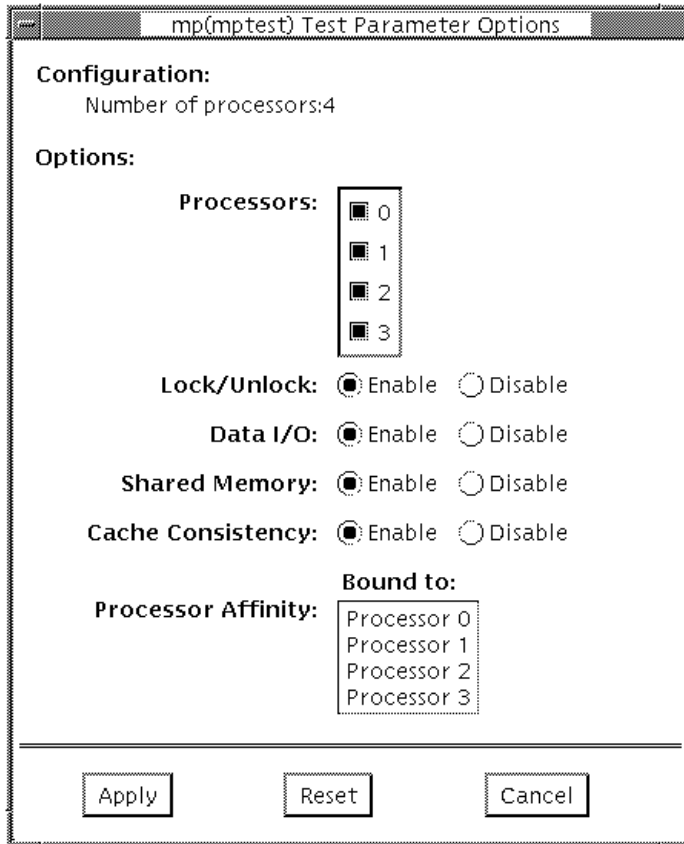 mp(mptest) Test Parameter Options
Configuration:
Number of processors:4
Options:
Processors:
0
1
2
3
Lock/Unlock: Enable Disable
Data I/O: Enable Disable
Shared Memory: Enable Disable
Cache Consistency: Enable Disable
Bound to:
Processor Affinity:
Processor 0
Processor 1
Processor 2
Processor 3
Apply Reset Cancel